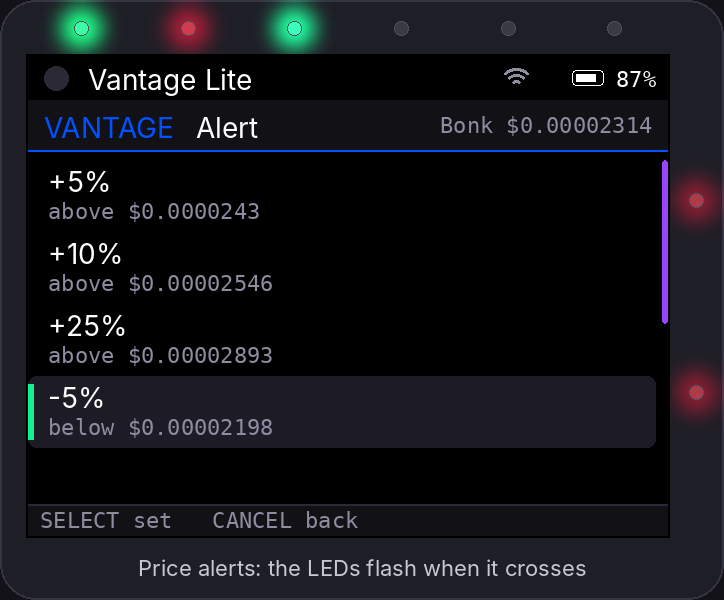 Vantage Lite 87%
VANTAGE Alert Bonk $0.00002314
+5%
above $0.0000243
+10%
above $0.00002546
+25%
above $0.00002893
-5%
below $0.00002198
SELECT set CANCEL back
Price alerts: the LEDs flash when it crosses